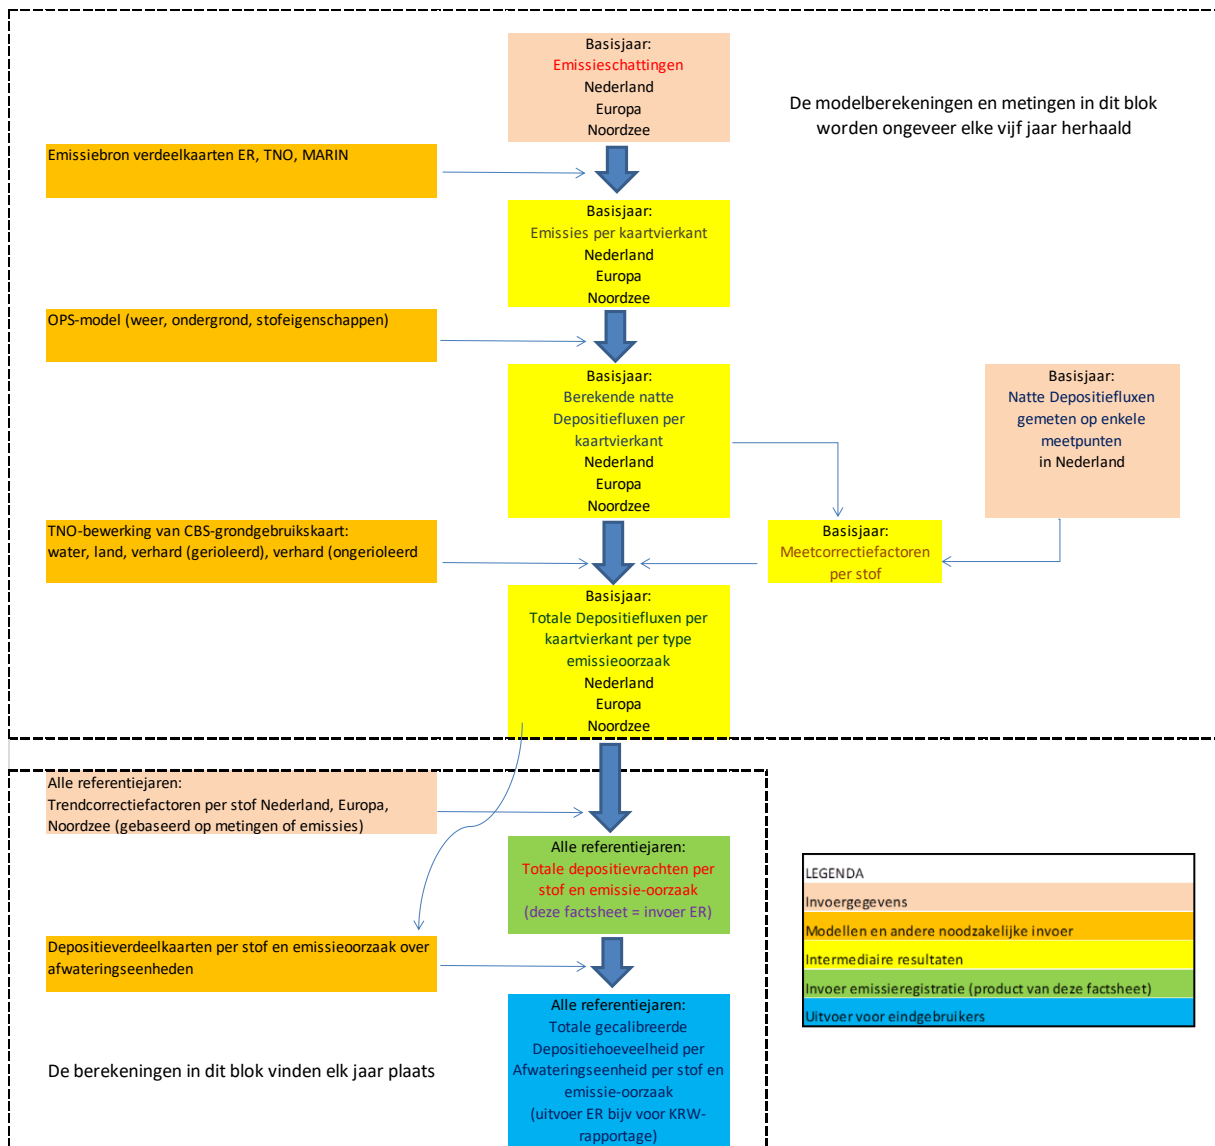 Basisjaar:
Emissieschattingen
Nederland
Europa
Noordzee
De modelberekeningen en metingen in dit blok
worden ongeveer elke vijf jaar herhaald
Emissiebron verdeelkaarten ER, TNO, MARIN
Basisjaar:
Emissies per kaartvierkant
Nederland
Europa
Noordzee
OPS-model (weer, ondergrond, stofeigenschappen)
Basisjaar:
Berekende natte
Depositiefluxen per
kaartvierkant
Nederland
Europa
Noordzee
Basisjaar:
Natte Depositiefluxen
gemeten op enkele
meetpunten
in Nederland
TNO-bewerking van CBS-grondgebruikskaart:
water, land, verhard (gerioleerd), verhard (ongerioleerd
Basisjaar:
Meetcorrectiefactoren
per stof
Basisjaar:
Totale Depositiefluxen per
kaartvierkant per type
emissieoorzaak
Nederland
Europa
Noordzee
Alle referentiejaren:
Trendcorrectiefactoren per stof Nederland, Europa,
Noordzee (gebaseerd op metingen of emissies)
Alle referentiejaren:
Totale depositievrachten per
stof en emissie-oorzaak
(deze factsheet = invoer ER)
Depositieverdeelkaarten per stof en emissieoorzaak over
afwateringseenheden
Alle referentiejaren:
Totale gecalibreerde
Depositiehoeveelheid per
Afwateringseenheid per stof en
emissie-oorzaak
(uitvoer ER bijv voor KRW-
rapportage)
De berekeningen in dit blok vinden elk jaar plaats
LEGENDA
Invoergegevens
Modellen en andere noodzakelijke invoer
Intermediaire resultaten
Invoer emissieregistratie (product van deze factsheet)
Uitvoer voor eindgebruikers